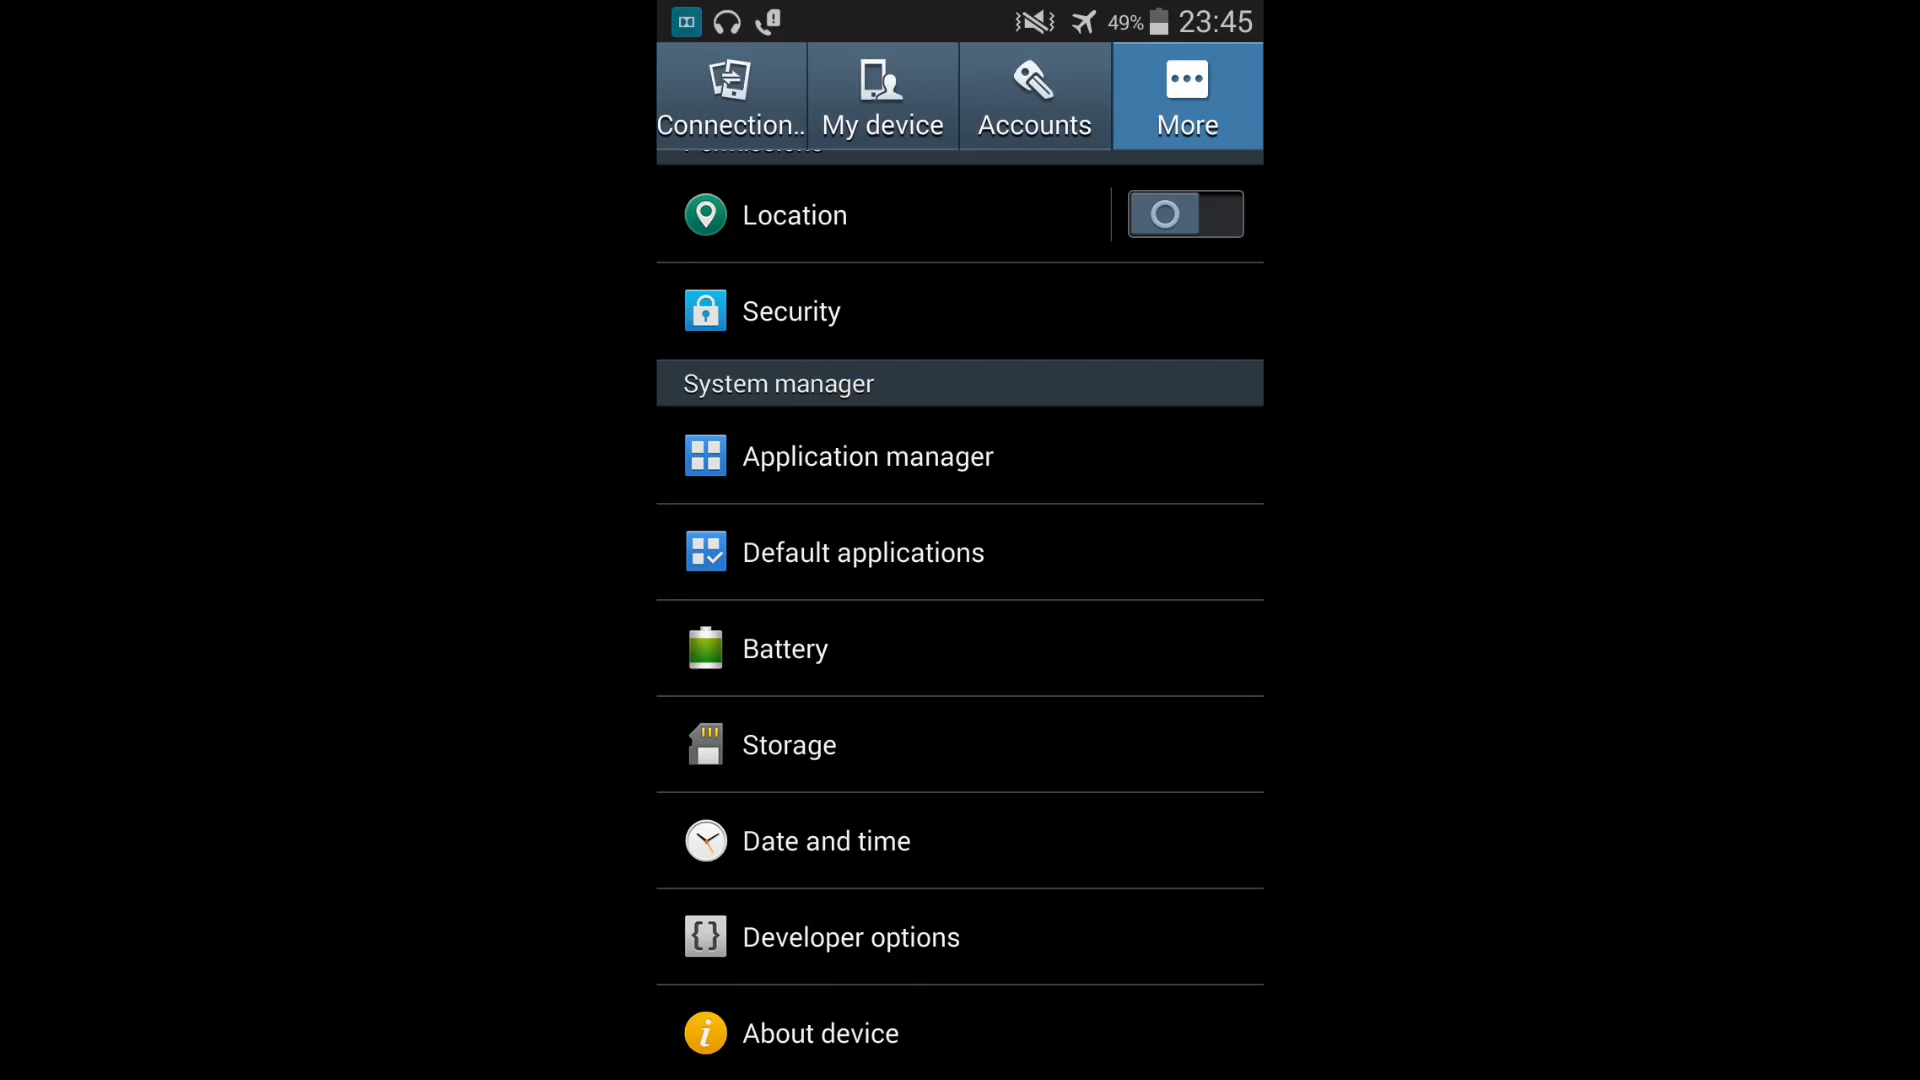 49% 23:45
Connection.. My device Accounts More
Permissions
Location
Security
System manager
Application manager
Default applications
Battery
Storage
Date and time
Developer options
About device